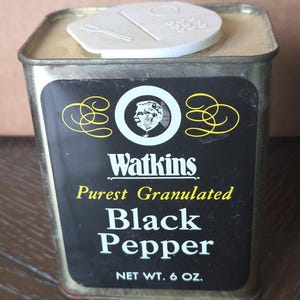 Watkins
Purest Granulated
Black
Pepper
NET WT. 6 OZ.